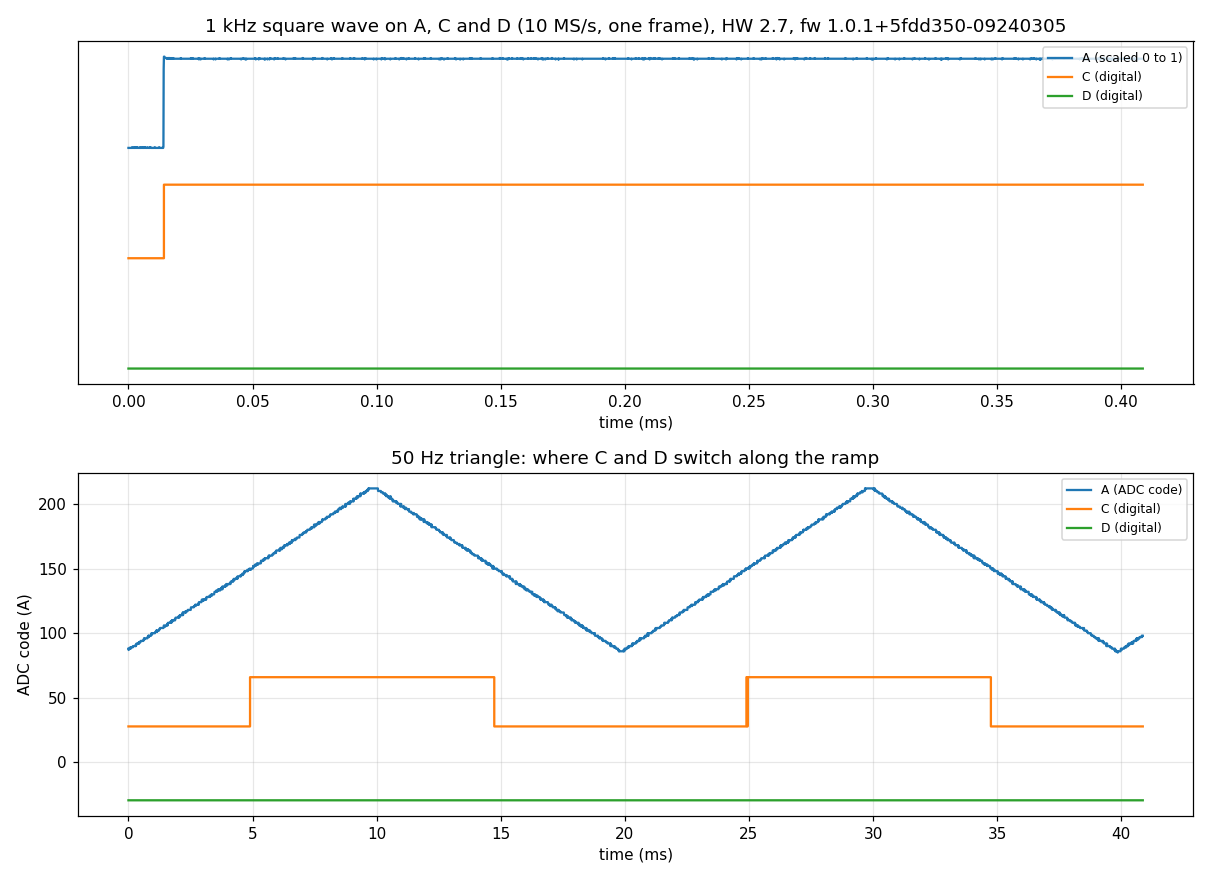 1 kHz square wave on A, C and D (10 MS/s, one frame), HW 2.7, fw 1.0.1+5fdd350-09240305
A (scaled 0 to 1)
C (digital)
D (digital)
0.00 0.05 0.10 0.15 0.20 0.25 0.30 0.35 0.40
time (ms)
50 Hz triangle: where C and D switch along the ramp
A (ADC code)
C (digital)
D (digital)
ADC code (A)
200
150
100
50
0
0 5 10 15 20 25 30 35 40
time (ms)